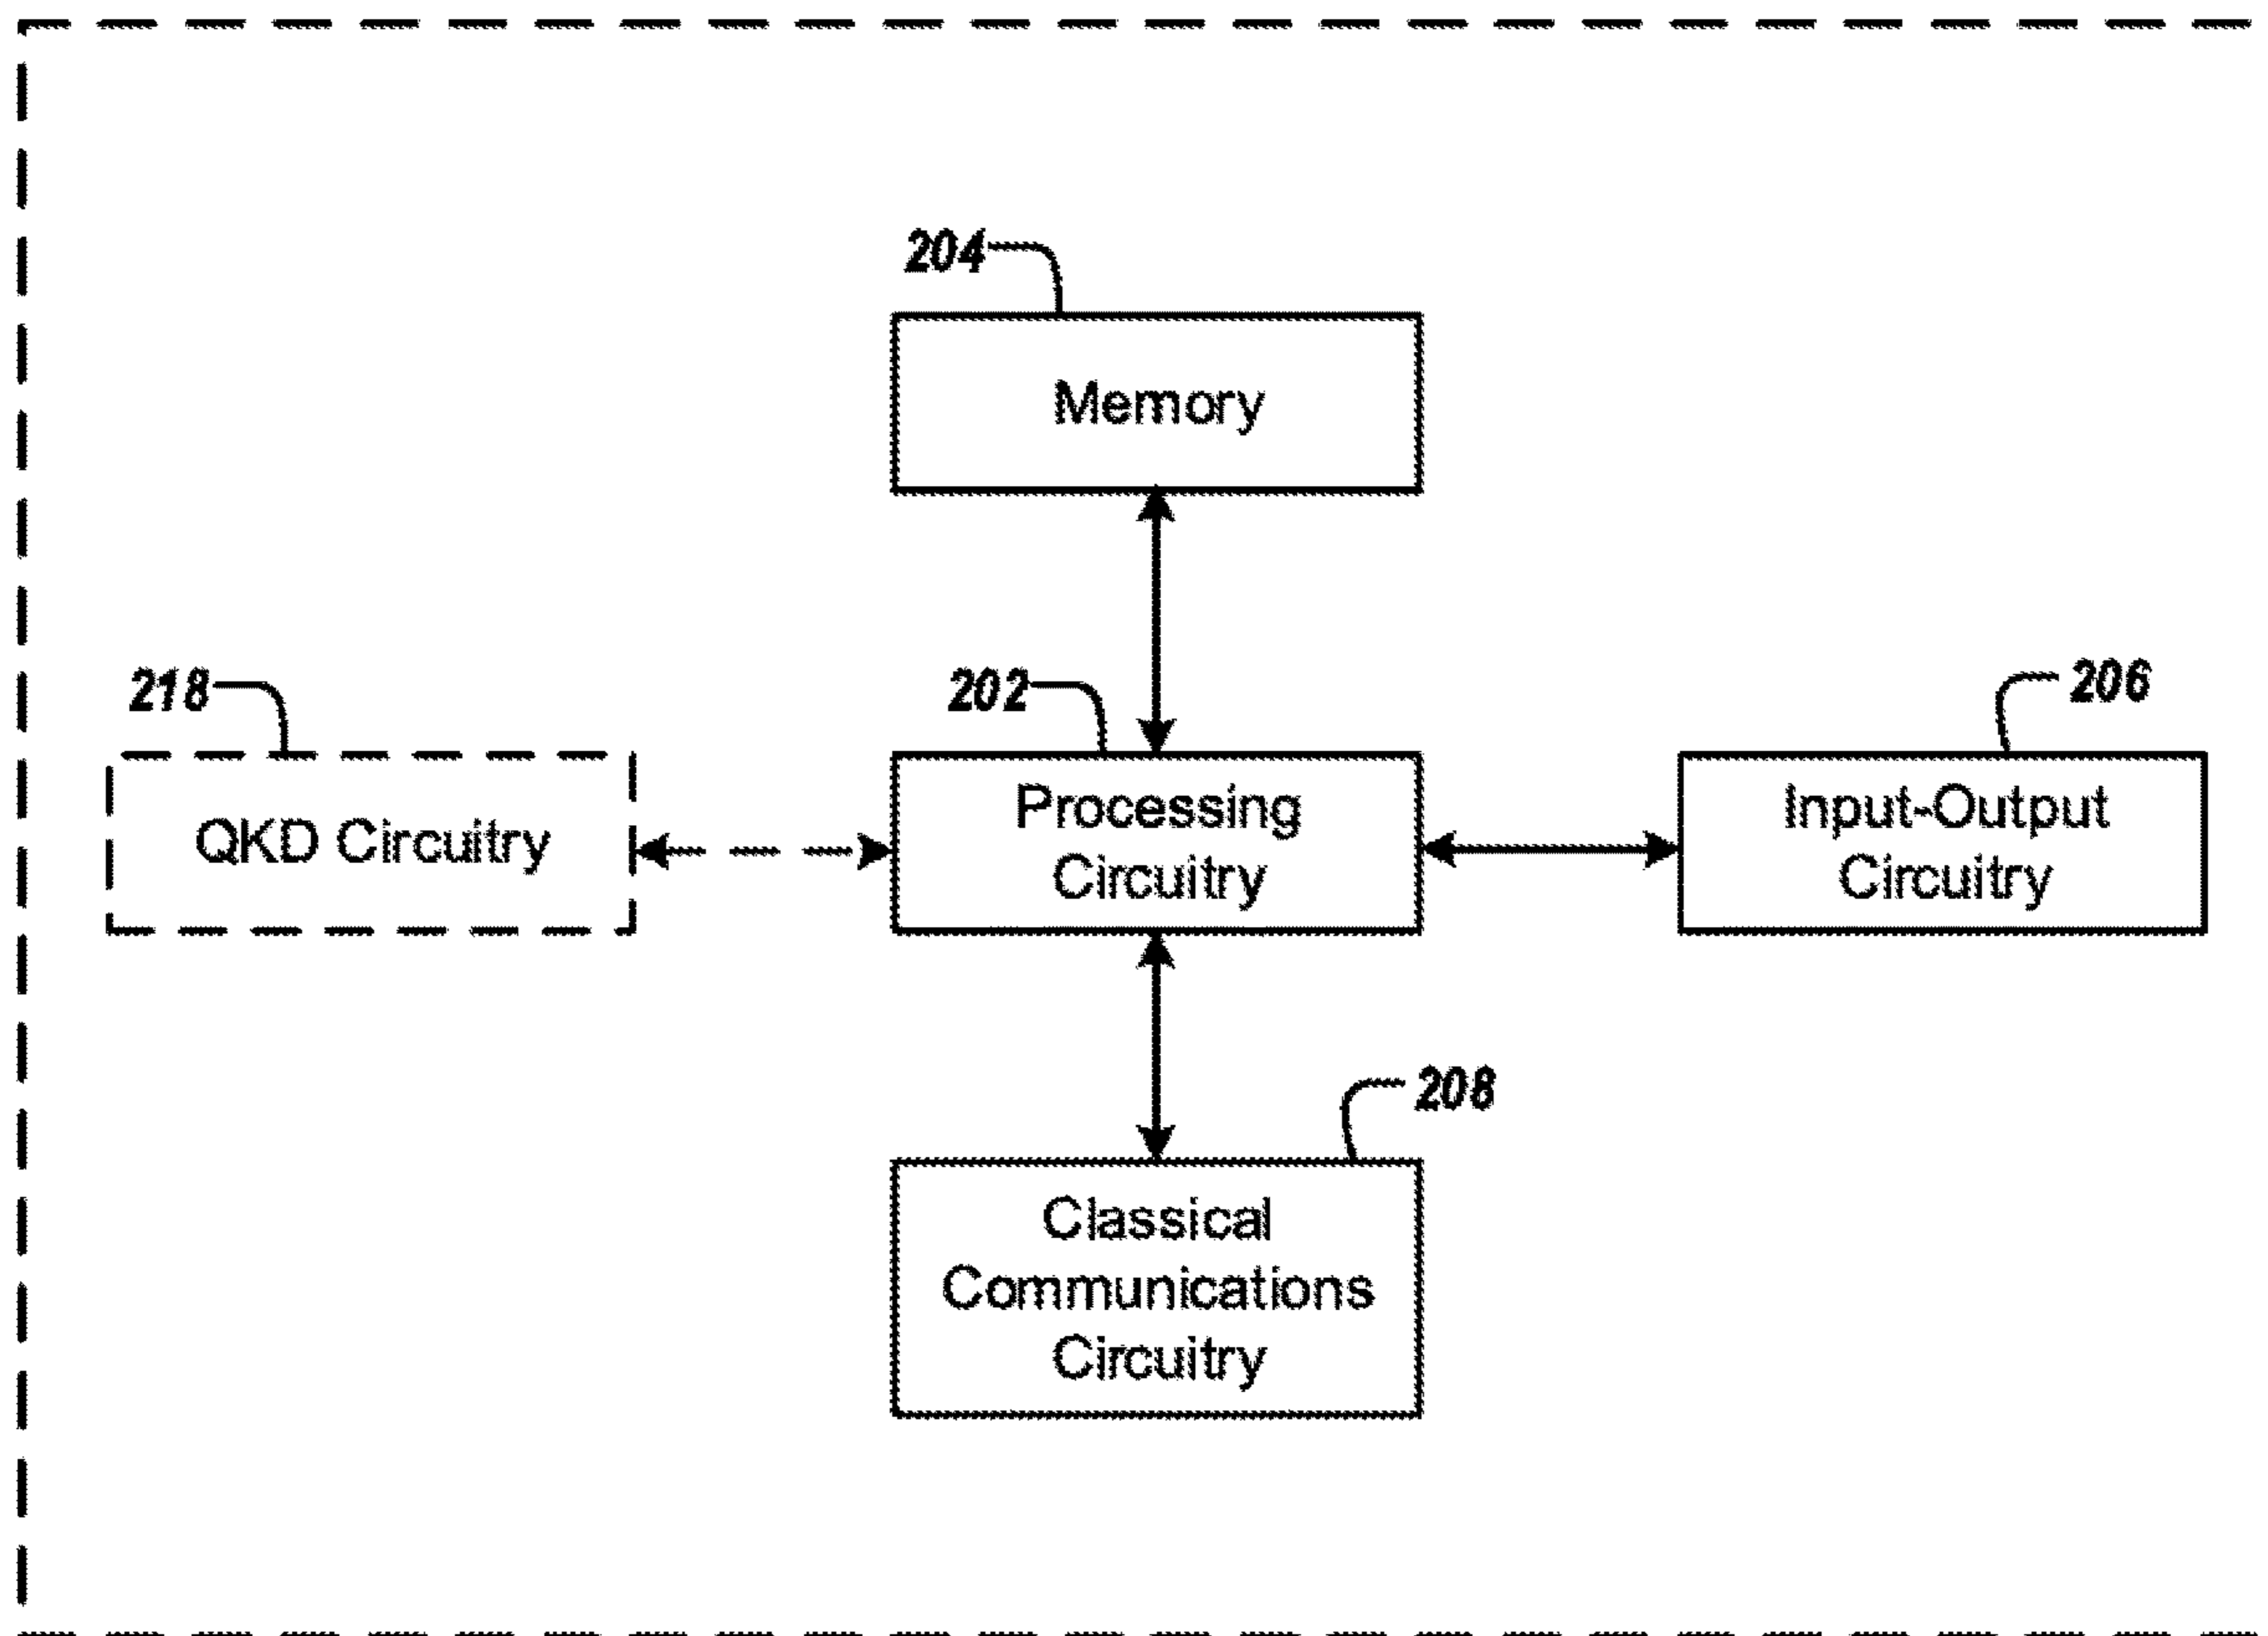 204
Memory
218
202
206
QKD Circuitry
Processing
Circuitry
Input-Output
Circuitry
208
Classical
Communications
Circuitry